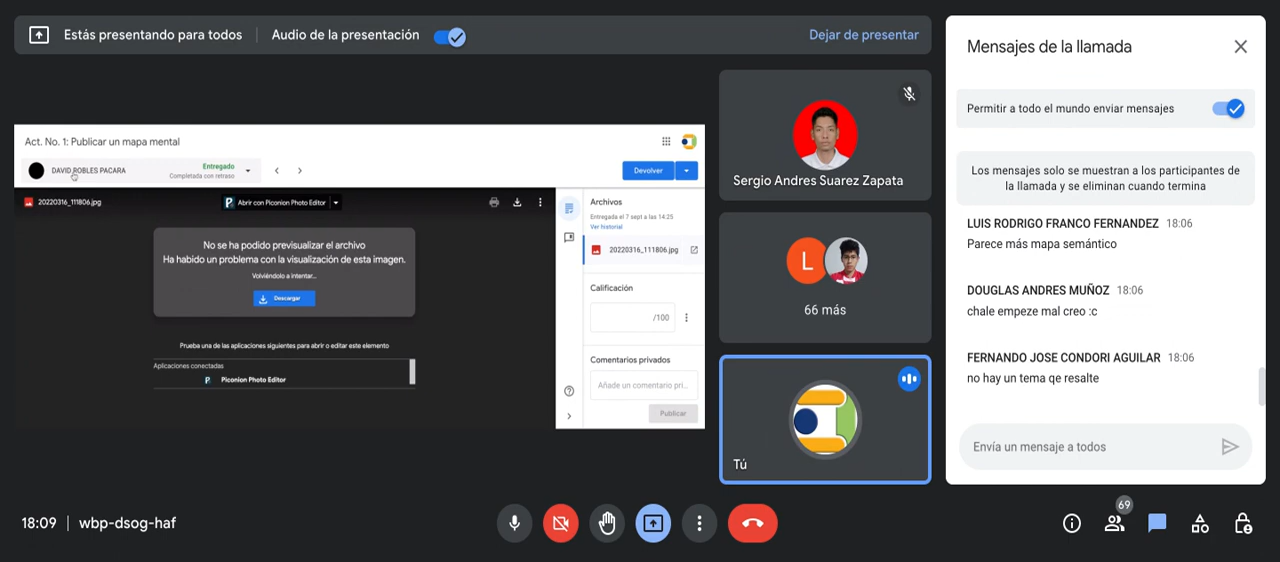 Estás presentando para todos
Audio de la presentación
Dejar de presentar
Act. No. 1: Publicar un mapa mental
DAVID ROBLES PACARA
Entregado
Completada con retraso
Devolver
20220316_111806.jpg
Abrir con Piconion Photo Editor
No se ha podido previsualizar el archivo
Ha habido un problema con la visualización de esta imagen.
Volviéndolo a intentar...
Descargar
Prueba una de las aplicaciones siguientes para abrir o editar este elemento
Aplicaciones conectadas
Piconion Photo Editor
Archivos
Entregada el 7 sept a las 14:25
Ver historial
20220316_111806.jpg
Calificación
/100
Comentarios privados
Añade un comentario pri...
Publicar
Sergio Andres Suarez Zapata
L
66 más
Tú
Mensajes de la llamada
Permitir a todo el mundo enviar mensajes
Los mensajes solo se muestran a los participantes de
la llamada y se eliminan cuando termina
LUIS RODRIGO FRANCO FERNANDEZ 18:06
Parece más mapa semántico
DOUGLAS ANDRES MUÑOZ 18:06
chale empeze mal creo :c
FERNANDO JOSE CONDORI AGUILAR 18:06
no hay un tema qe resalte
Envía un mensaje a todos
18:09 | wbp-dsog-haf
69